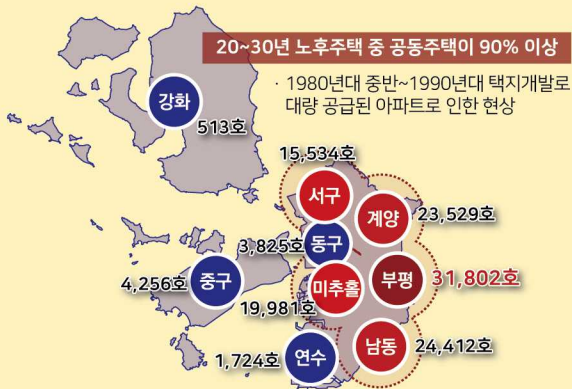 20~30년 노후주택 중 공동주택이 90% 이상
· 1980년대 중반~1990년대 택지개발로
대량 공급된 아파트로 인한 현상
강화
513호
15,534호
서구
계양
23,529호
3,825호
동구
4,256호
중구
19,981호
미추홀
부평
31,802호
1,724호
연수
남동
24,412호